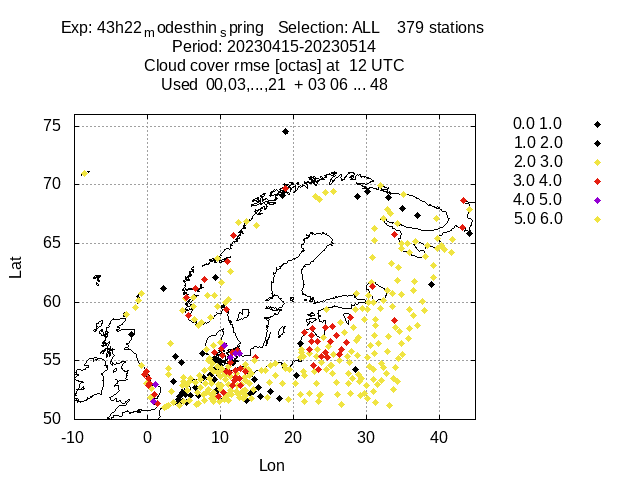 Exp: 43h22modesthinspring Selection: ALL 379 stations
Period: 20230415-20230514
Cloud cover rmse [octas] at 12 UTC
Used 00,03,...,21 + 03 06 ... 48
75
70
65
60
55
50
Lat
-10 0 10 20 30 40
Lon
0.0 1.0
1.0 2.0
2.0 3.0
3.0 4.0
4.0 5.0
5.0 6.0